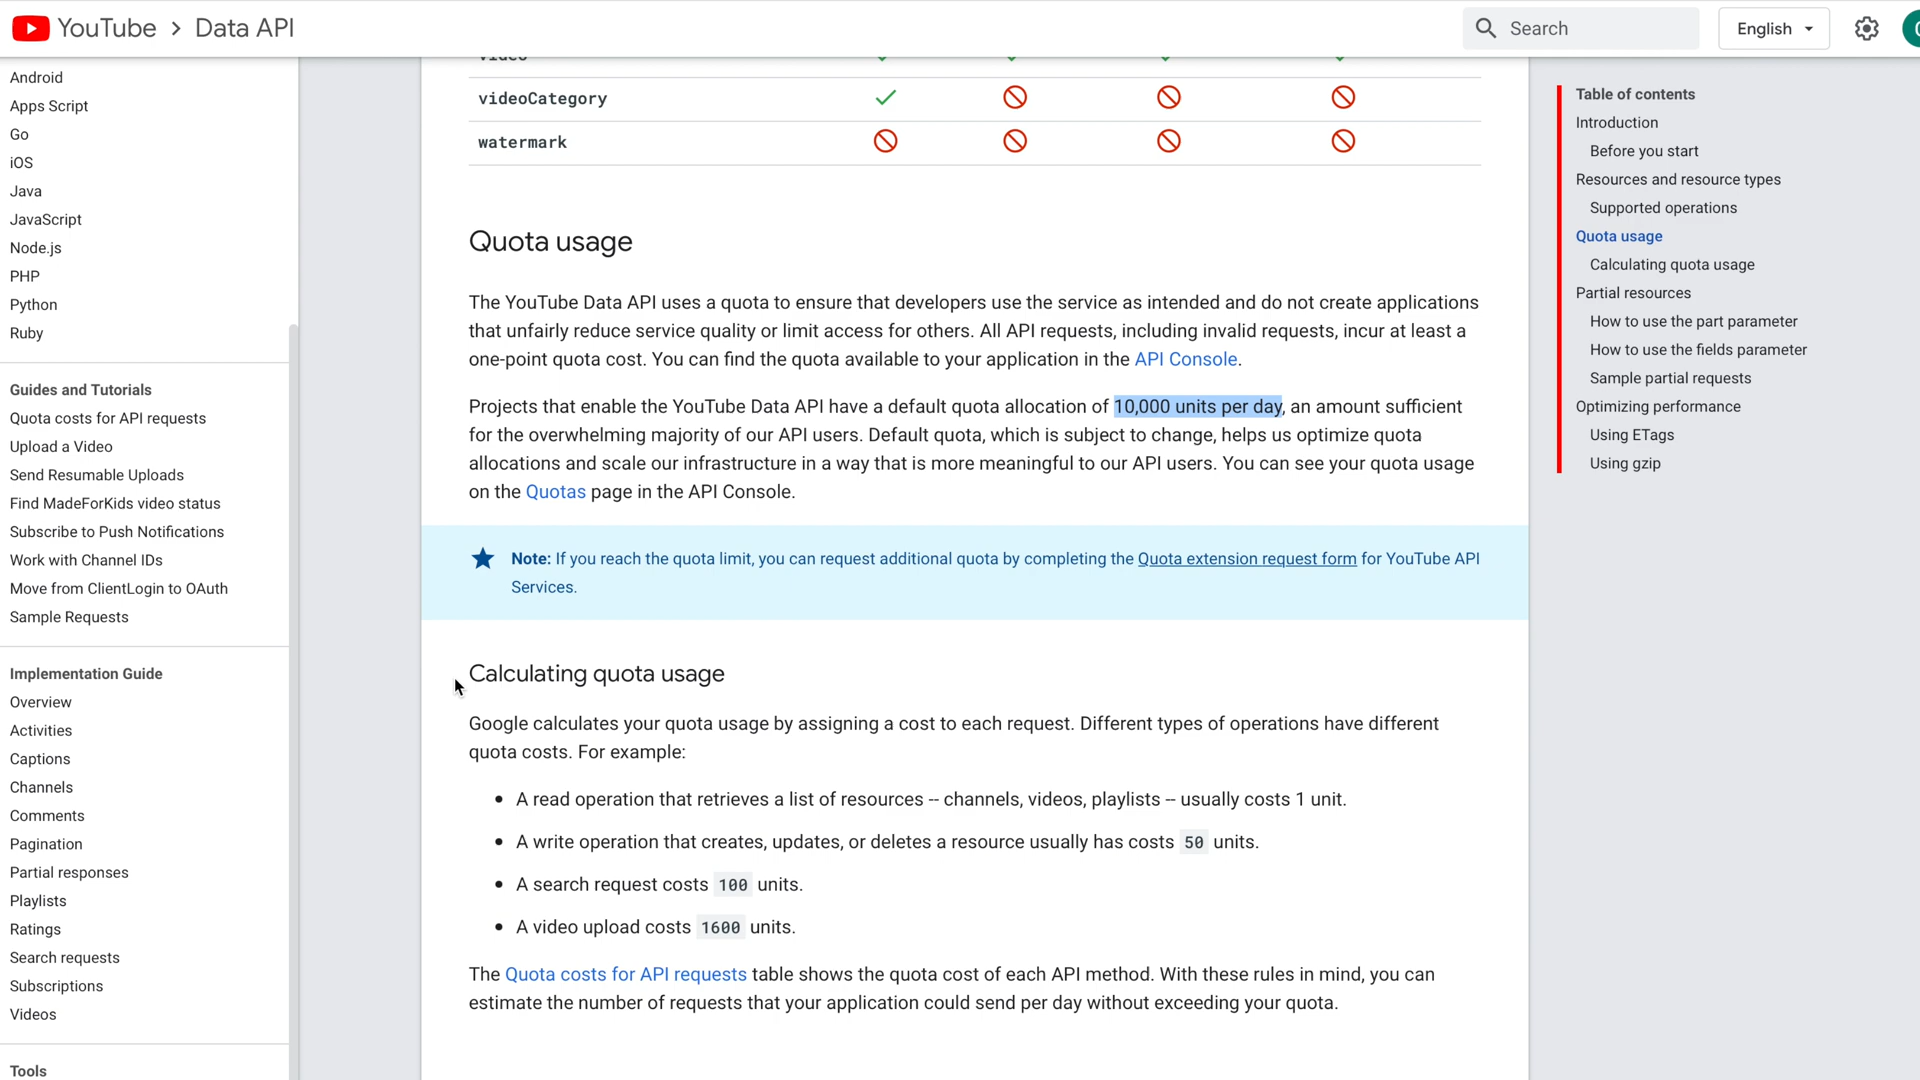 YouTube > Data API
Search
English
Android
Apps Script
Go
iOS
Java
JavaScript
Node.js
PHP
Python
Ruby
Guides and Tutorials
Quota costs for API requests
Upload a Video
Send Resumable Uploads
Find MadeForKids video status
Subscribe to Push Notifications
Work with Channel IDs
Move from ClientLogin to OAuth
Sample Requests
Implementation Guide
Overview
Activities
Captions
Channels
Comments
Pagination
Partial responses
Playlists
Ratings
Search requests
Subscriptions
Videos
Tools
video
videoCategory
watermark
Quota usage
The YouTube Data API uses a quota to ensure that developers use the service as intended and do not create applications
that unfairly reduce service quality or limit access for others. All API requests, including invalid requests, incur at least a
one-point quota cost. You can find the quota available to your application in the API Console.
Projects that enable the YouTube Data API have a default quota allocation of 10,000 units per day, an amount sufficient
for the overwhelming majority of our API users. Default quota, which is subject to change, helps us optimize quota
allocations and scale our infrastructure in a way that is more meaningful to our API users. You can see your quota usage
on the Quotas page in the API Console.
Note: If you reach the quota limit, you can request additional quota by completing the Quota extension request form for YouTube API
Services.
Calculating quota usage
Google calculates your quota usage by assigning a cost to each request. Different types of operations have different
quota costs. For example:
• A read operation that retrieves a list of resources -- channels, videos, playlists -- usually costs 1 unit.
• A write operation that creates, updates, or deletes a resource usually has costs 50 units.
• A search request costs 100 units.
• A video upload costs 1600 units.
The Quota costs for API requests table shows the quota cost of each API method. With these rules in mind, you can
estimate the number of requests that your application could send per day without exceeding your quota.
Table of contents
Introduction
Before you start
Resources and resource types
Supported operations
Quota usage
Calculating quota usage
Partial resources
How to use the part parameter
How to use the fields parameter
Sample partial requests
Optimizing performance
Using ETags
Using gzip